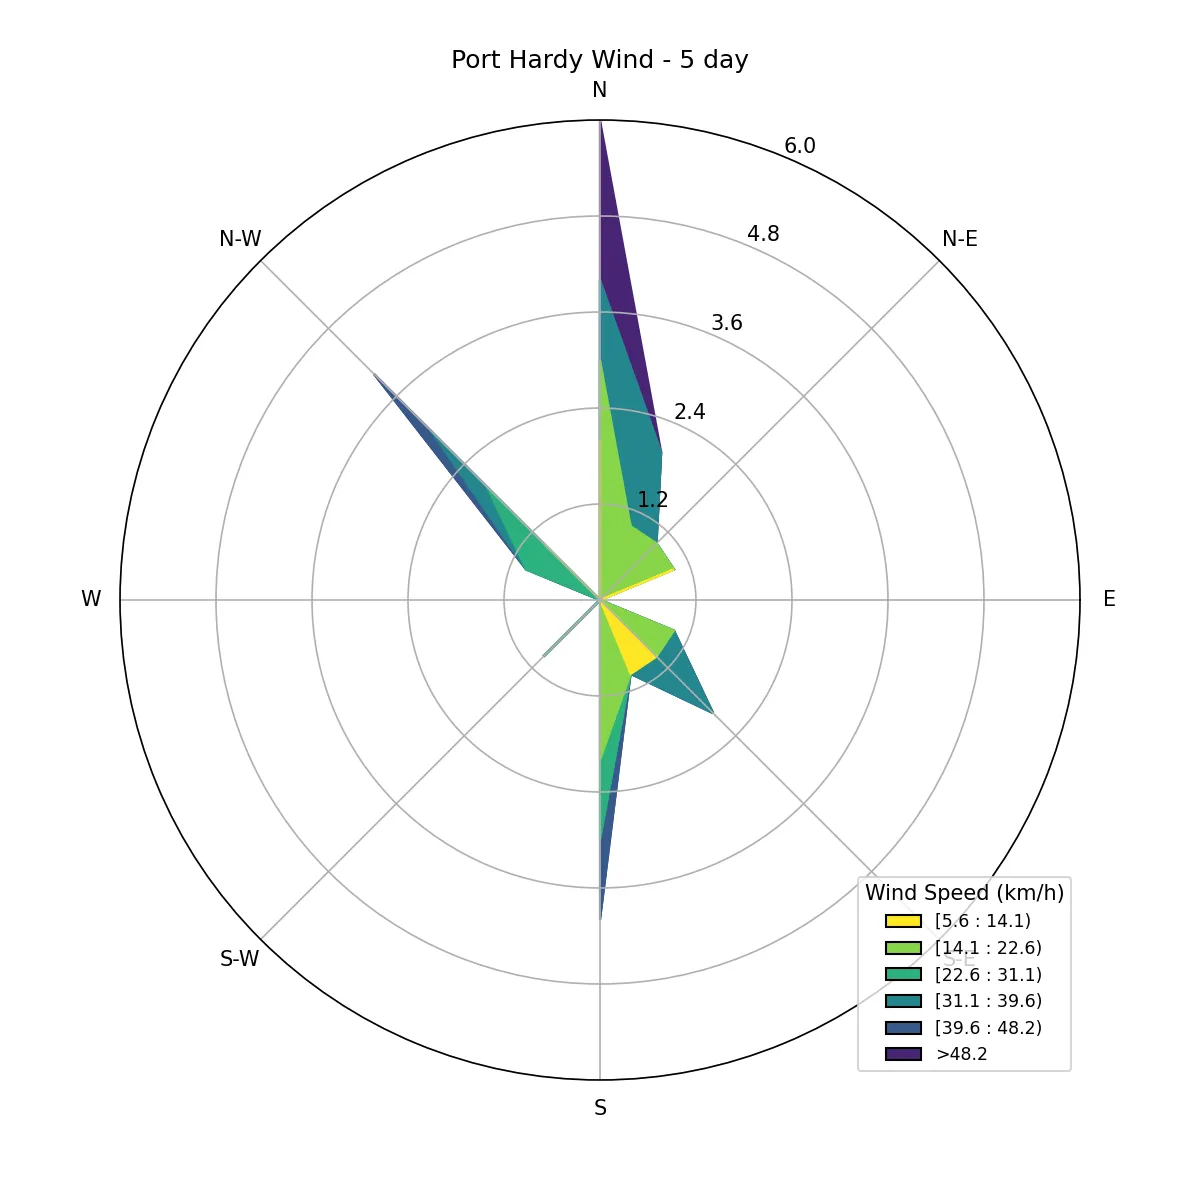 Port Hardy Wind - 5 day
N
6.0
N-W
N-E
4.8
3.6
2.4
1.2
W
E
S-W
S-E
S
Wind Speed (km/h)
[5.6 : 14.1)
[14.1 : 22.6)
[22.6 : 31.1)
[31.1 : 39.6)
[39.6 : 48.2)
>48.2